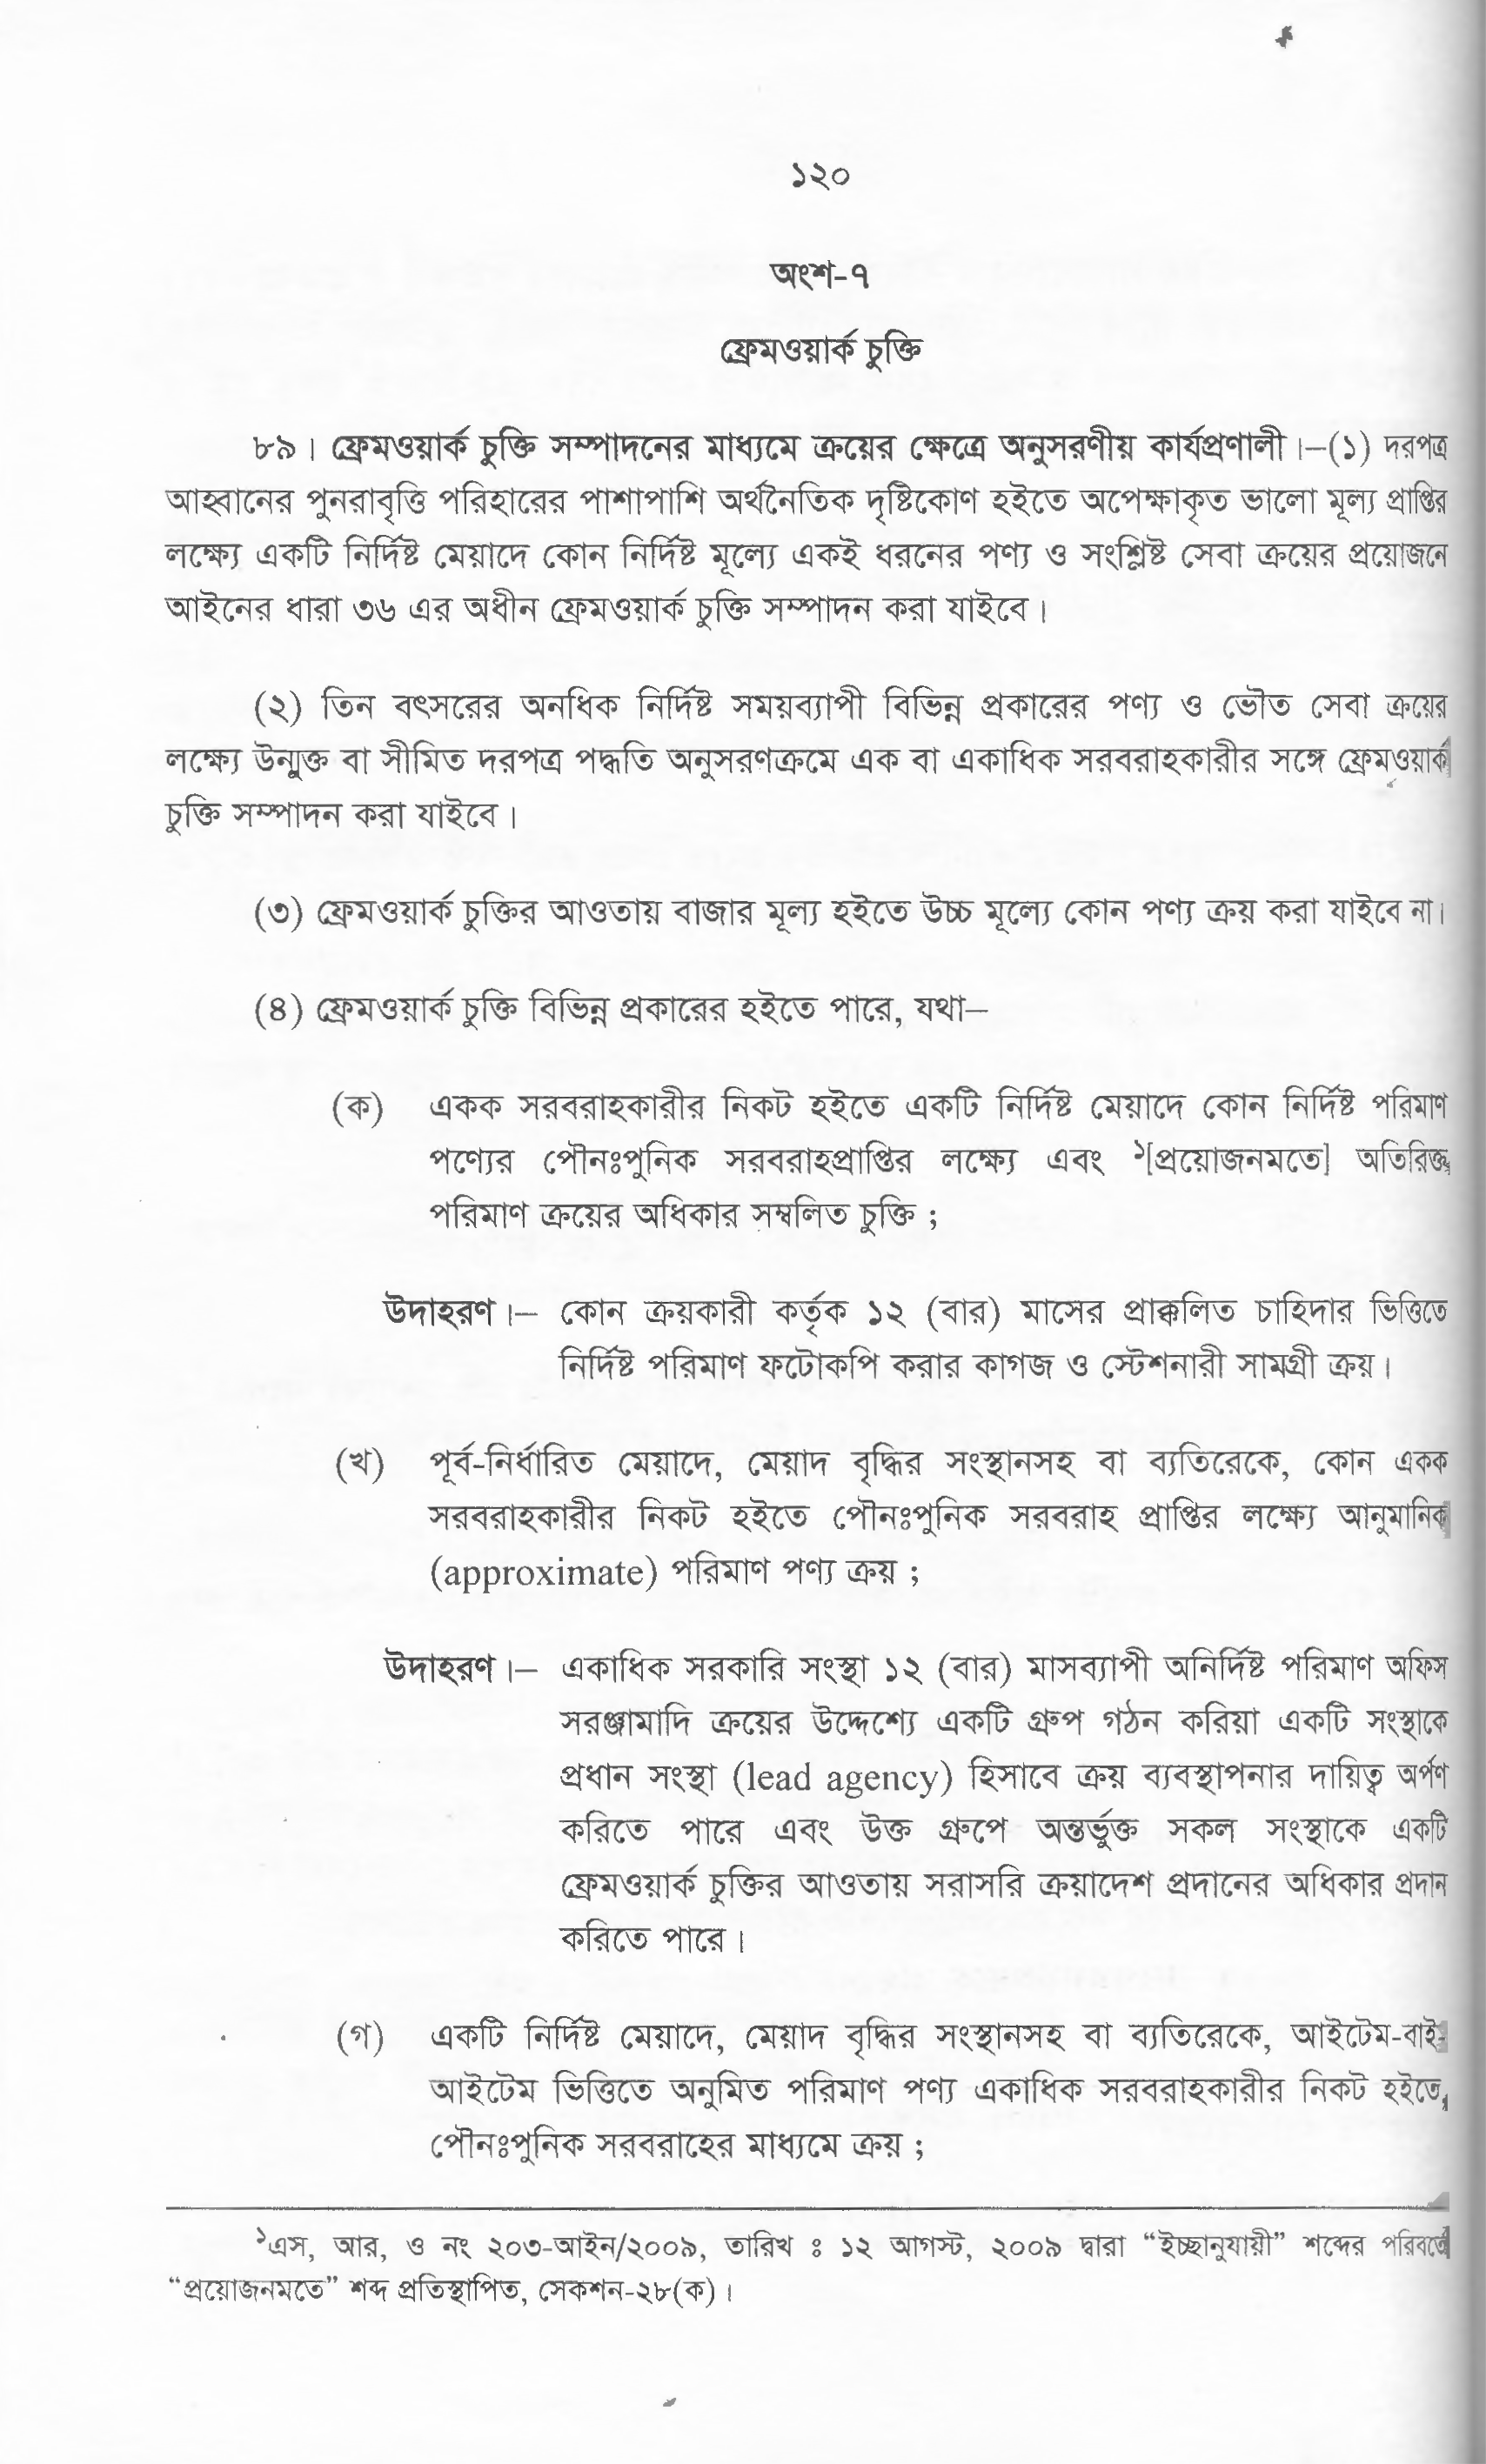 ১২০
অংশ-৭
ফ্রেমওয়ার্ক চুক্তি
৮৯। ফ্রেমওয়ার্ক চুক্তি সম্পাদনের মাধ্যমে ক্রয়ের ক্ষেত্রে অনুসরণীয় কার্যপ্রণালী।–(১) দরপত্র
আহ্বানের পুনরাবৃত্তি পরিহারের পাশাপাশি অর্থনৈতিক দৃষ্টিকোণ হইতে অপেক্ষাকৃত ভালো মূল্য প্রাপ্তির
লক্ষ্যে একটি নির্দিষ্ট মেয়াদে কোন নির্দিষ্ট মূল্যে একই ধরনের পণ্য ও সংশ্লিষ্ট সেবা ক্রয়ের প্রয়োজনে
আইনের ধারা ৩৬ এর অধীন ফ্রেমওয়ার্ক চুক্তি সম্পাদন করা যাইবে।
(২) তিন বৎসরের অনধিক নির্দিষ্ট সময়ব্যাপী বিভিন্ন প্রকারের পণ্য ও ভৌত সেবা ক্রয়ের
লক্ষ্যে উন্মুক্ত বা সীমিত দরপত্র পদ্ধতি অনুসরণক্রমে এক বা একাধিক সরবরাহকারীর সঙ্গে ফ্রেমওয়ার্ক
চুক্তি সম্পাদন করা যাইবে।
(৩) ফ্রেমওয়ার্ক চুক্তির আওতায় বাজার মূল্য হইতে উচ্চ মূল্যে কোন পণ্য ক্রয় করা যাইবে না।
(৪) ফ্রেমওয়ার্ক চুক্তি বিভিন্ন প্রকারের হইতে পারে, যথা–
(ক) একক সরবরাহকারীর নিকট হইতে একটি নির্দিষ্ট মেয়াদে কোন নির্দিষ্ট পরিমাণ
পণ্যের পৌনঃপুনিক সরবরাহপ্রাপ্তির লক্ষ্যে এবং ¹[প্রয়োজনমতে] অতিরিক্ত
পরিমাণ ক্রয়ের অধিকার সম্বলিত চুক্তি ;
উদাহরণ।– কোন ক্রয়কারী কর্তৃক ১২ (বার) মাসের প্রাক্কলিত চাহিদার ভিত্তিতে
নির্দিষ্ট পরিমাণ ফটোকপি করার কাগজ ও স্টেশনারী সামগ্রী ক্রয়।
(খ) পূর্ব-নির্ধারিত মেয়াদে, মেয়াদ বৃদ্ধির সংস্থানসহ বা ব্যতিরেকে, কোন একক
সরবরাহকারীর নিকট হইতে পৌনঃপুনিক সরবরাহ প্রাপ্তির লক্ষ্যে আনুমানিক
(approximate) পরিমাণ পণ্য ক্রয় ;
উদাহরণ।– একাধিক সরকারি সংস্থা ১২ (বার) মাসব্যাপী অনির্দিষ্ট পরিমাণ অফিস
সরঞ্জামাদি ক্রয়ের উদ্দেশ্যে একটি গ্রুপ গঠন করিয়া একটি সংস্থাকে
প্রধান সংস্থা (lead agency) হিসাবে ক্রয় ব্যবস্থাপনার দায়িত্ব অর্পণ
করিতে পারে এবং উক্ত গ্রুপে অন্তর্ভুক্ত সকল সংস্থাকে একটি
ফ্রেমওয়ার্ক চুক্তির আওতায় সরাসরি ক্রয়াদেশ প্রদানের অধিকার প্রদান
করিতে পারে।
(গ) একটি নির্দিষ্ট মেয়াদে, মেয়াদ বৃদ্ধির সংস্থানসহ বা ব্যতিরেকে, আইটেম-বাই-
আইটেম ভিত্তিতে অনুমিত পরিমাণ পণ্য একাধিক সরবরাহকারীর নিকট হইতে,
পৌনঃপুনিক সরবরাহের মাধ্যমে ক্রয় ;
¹এস, আর, ও নং ২০৩-আইন/২০০৯, তারিখ ঃ ১২ আগস্ট, ২০০৯ দ্বারা “ইচ্ছানুযায়ী” শব্দের পরিবর্তে
“প্রয়োজনমতে” শব্দ প্রতিস্থাপিত, সেকশন-২৮(ক)।